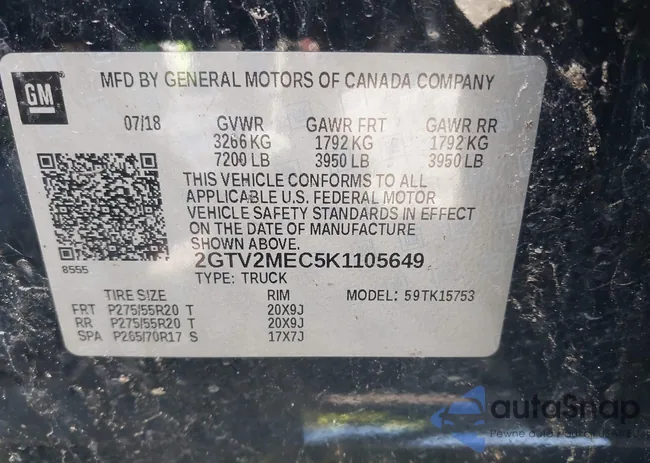 GM
MFD BY GENERAL MOTORS OF CANADA COMPANY
07/18 GVWR GAWR FRT GAWR RR
3266 KG 1792 KG 1792 KG
7200 LB 3950 LB 3950 LB
THIS VEHICLE CONFORMS TO ALL
APPLICABLE U.S. FEDERAL MOTOR
VEHICLE SAFETY STANDARDS IN EFFECT
ON THE DATE OF MANUFACTURE
SHOWN ABOVE.
8555
2GTV2MEC5K1105649
TYPE: TRUCK
TIRE SIZE RIM MODEL: 59TK15753
FRT P275/55R20 T 20X9J
RR P275/55R20 T 20X9J
SPA P265/70R17 S 17X7J
autoSnap
Pewne auto